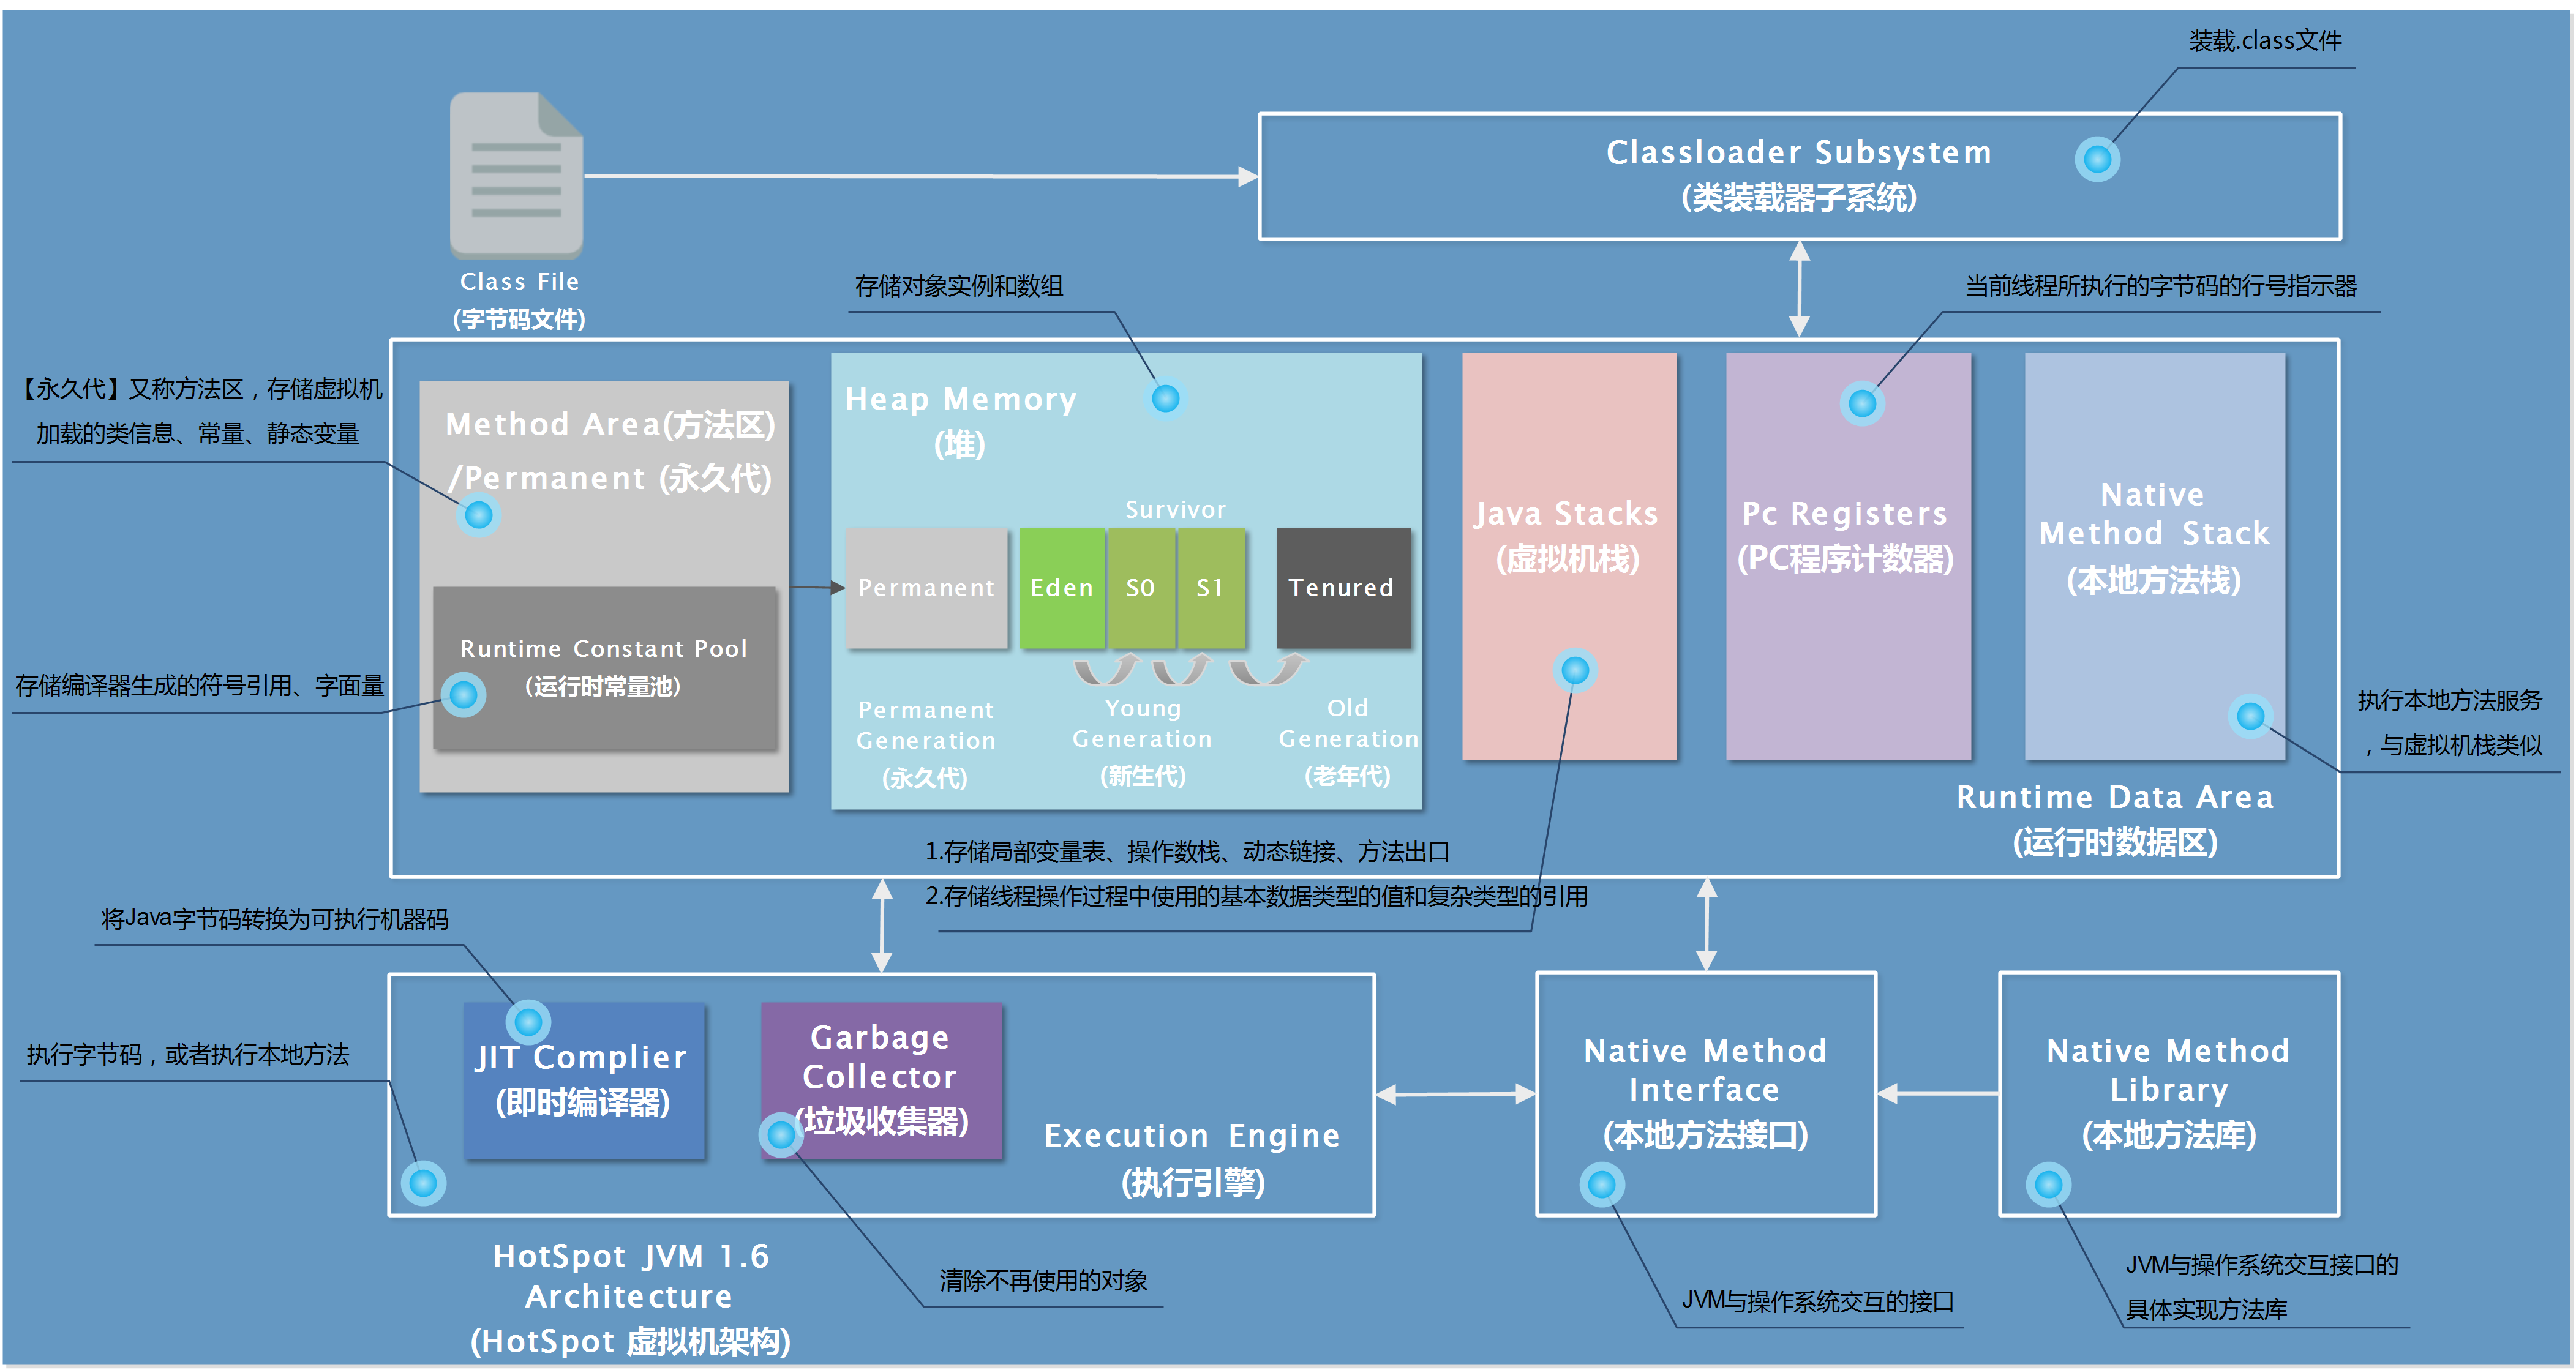 装载.class文件
Classloader Subsystem
(类装载器子系统)
Class File
(字节码文件)
存储对象实例和数组
当前线程所执行的字节码的行号指示器
【永久代】又称方法区，存储虚拟机
加载的类信息、常量、静态变量
Method Area(方法区)
/Permanent (永久代)
Runtime Constant Pool
(运行时常量池)
存储编译器生成的符号引用、字面量
Heap Memory
(堆)
Survivor
Permanent
Eden
S0
S1
Tenured
Permanent
Generation
(永久代)
Young
Generation
(新生代)
Old
Generation
(老年代)
Java Stacks
(虚拟机栈)
Pc Registers
(PC程序计数器)
Native
Method Stack
(本地方法栈)
执行本地方法服务
，与虚拟机栈类似
Runtime Data Area
(运行时数据区)
1.存储局部变量表、操作数栈、动态链接、方法出口
2.存储线程操作过程中使用的基本数据类型的值和复杂类型的引用
将Java字节码转换为可执行机器码
执行字节码，或者执行本地方法
JIT Complier
(即时编译器)
Garbage
Collector
(垃圾收集器)
Execution Engine
(执行引擎)
Native Method
Interface
(本地方法接口)
Native Method
Library
(本地方法库)
HotSpot JVM 1.6
Architecture
(HotSpot 虚拟机架构)
清除不再使用的对象
JVM与操作系统交互的接口
JVM与操作系统交互接口的
具体实现方法库